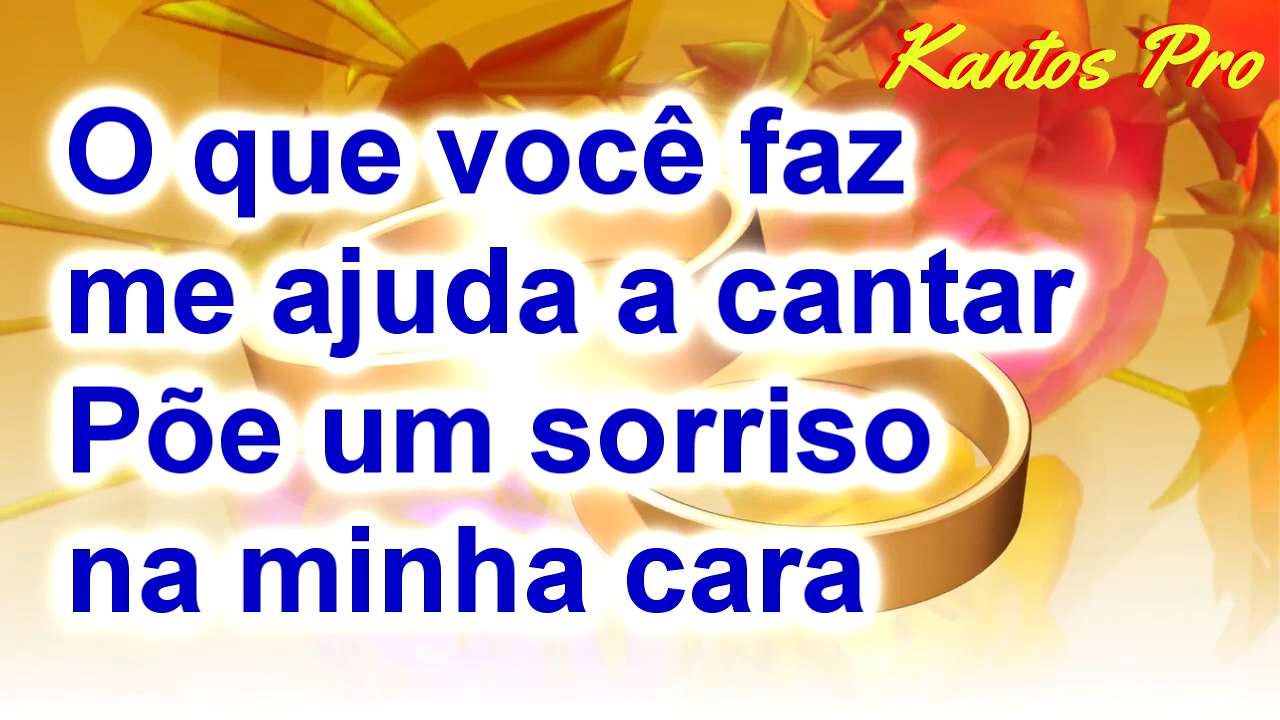 Kantos Pro
O que você faz
me ajuda a cantar
Põe um sorriso
na minha cara